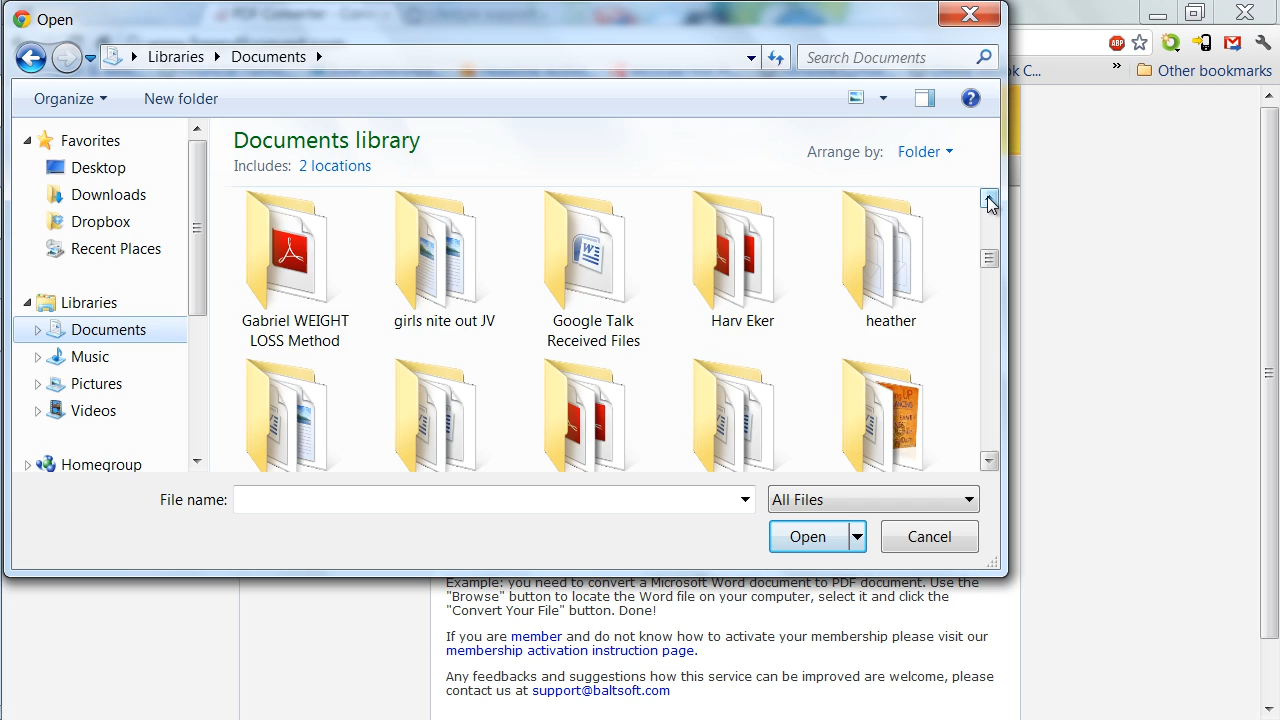 Open
Libraries
Documents
Search Documents
Organize
New folder
Favorites
Desktop
Downloads
Dropbox
Recent Places
Libraries
Documents
Music
Pictures
Videos
Homegroup
Documents library
Includes: 2 locations
Arrange by: Folder
Gabriel WEIGHT
LOSS Method
girls nite out JV
Google Talk
Received Files
Harv Eker
heather
File name:
All Files
Open
Cancel
ABP
Other bookmarks
Example: you need to convert a Microsoft Word document to PDF document. Use the
"Browse" button to locate the Word file on your computer, select it and click the
"Convert Your File" button. Done!
If you are member and do not know how to activate your membership please visit our
membership activation instruction page.
Any feedbacks and suggestions how this service can be improved are welcome, please
contact us at support@baltsoft.com